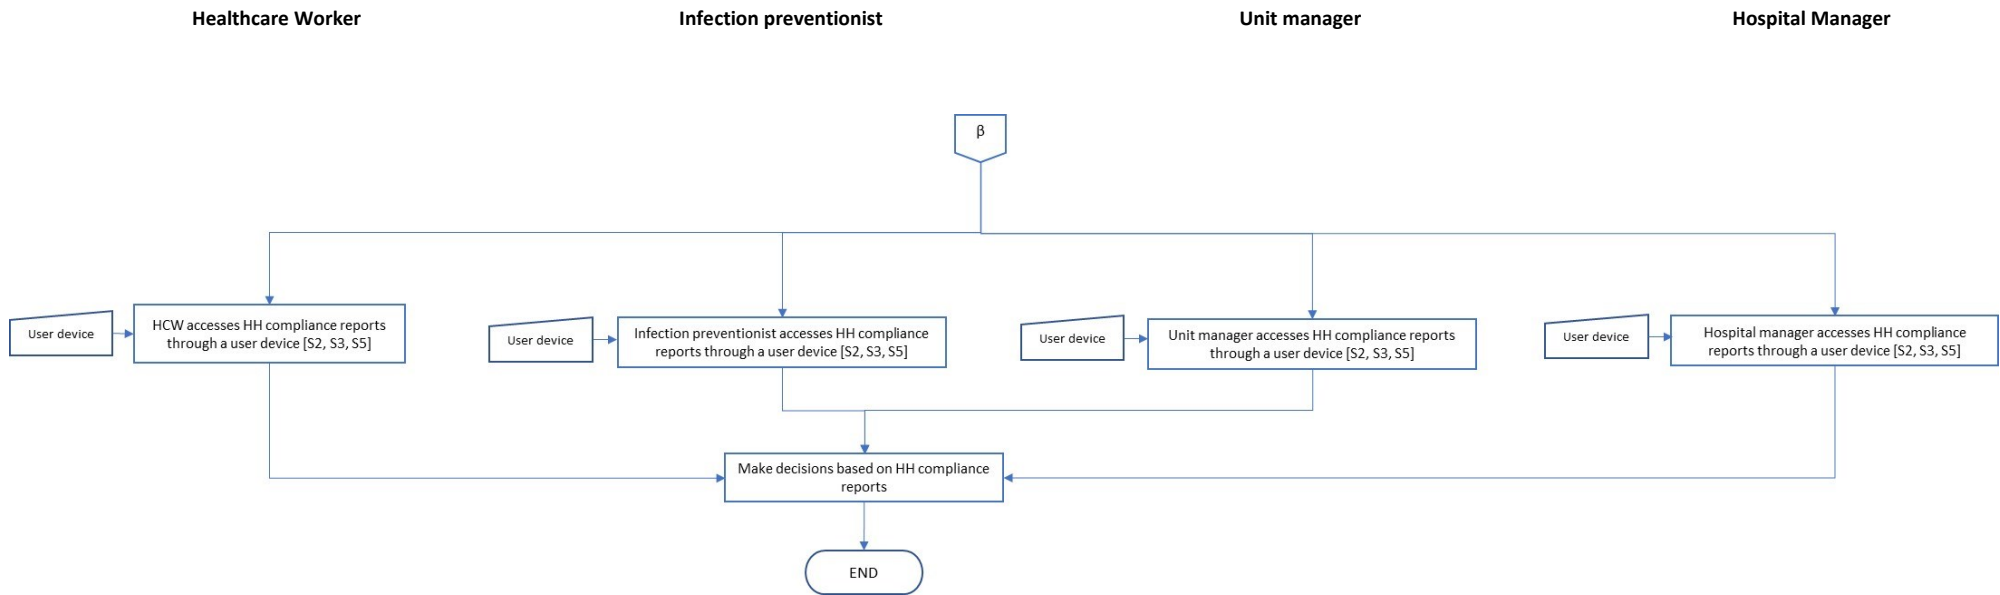 Healthcare Worker
Infection preventionist
Unit manager
Hospital Manager
β
User device
HCW accesses HH compliance reports
through a user device [S2, S3, S5]
User device
Infection preventionist accesses HH compliance
reports through a user device [S2, S3, S5]
User device
Unit manager accesses HH compliance reports
through a user device [S2, S3, S5]
User device
Hospital manager accesses HH compliance
reports through a user device [S2, S3, S5]
Make decisions based on HH compliance
reports
END